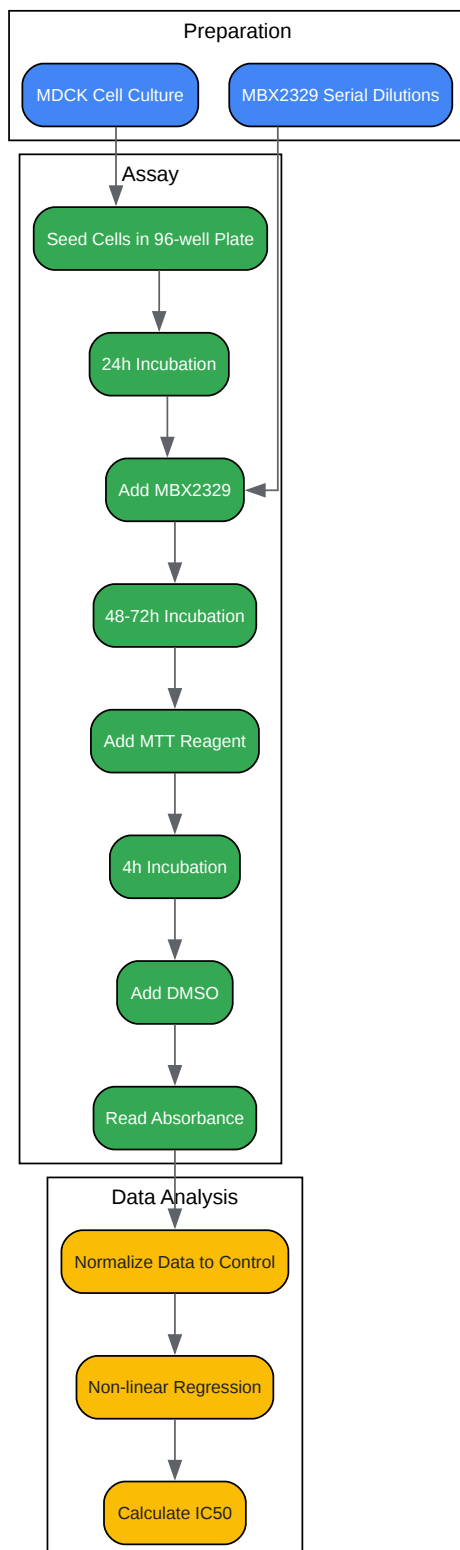 Preparation
MDCK Cell Culture
MBX2329 Serial Dilutions
Assay
Seed Cells in 96-well Plate
24h Incubation
Add MBX2329
48-72h Incubation
Add MTT Reagent
4h Incubation
Add DMSO
Read Absorbance
Data Analysis
Normalize Data to Control
Non-linear Regression
Calculate IC50